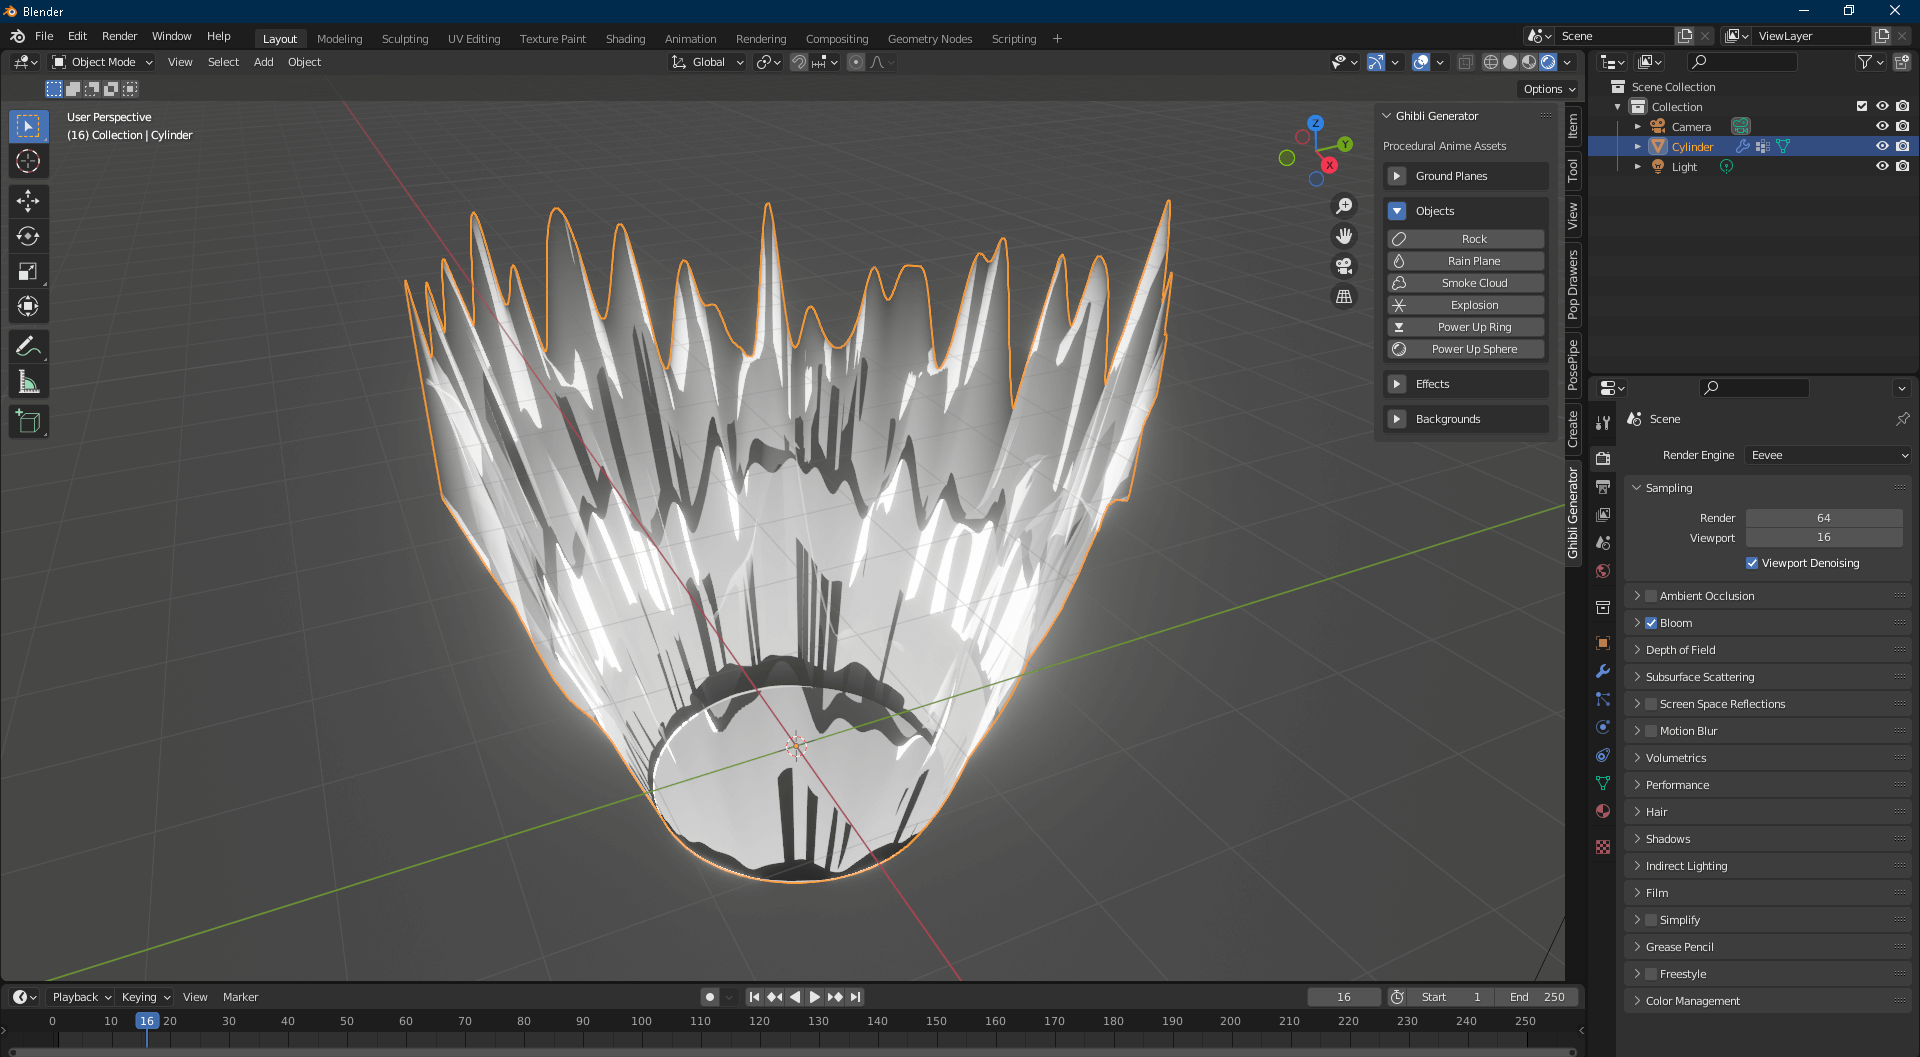 Blender
File Edit Render Window Help Layout Modeling Sculpting UV Editing Texture Paint Shading Animation Rendering Compositing Geometry Nodes Scripting + Scene ViewLayer
Object Mode View Select Add Object Global
Options
User Perspective
(16) Collection | Cylinder
Z
Y
X
Ghibli Generator
Procedural Anime Assets
Ground Planes
Objects
Rock
Rain Plane
Smoke Cloud
Explosion
Power Up Ring
Power Up Sphere
Effects
Backgrounds
Item
Tool
View
Pop Drawers
PosePipe
Create
Ghibli Generator
Scene Collection
Collection
Camera
Cylinder
Light
Scene
Render Engine Eevee
Sampling
Render 64
Viewport 16
Viewport Denoising
Ambient Occlusion
Bloom
Depth of Field
Subsurface Scattering
Screen Space Reflections
Motion Blur
Volumetrics
Performance
Hair
Shadows
Indirect Lighting
Film
Simplify
Grease Pencil
Freestyle
Color Management
Playback Keying View Marker 16 Start 1 End 250
0 10 16 20 30 40 50 60 70 80 90 100 110 120 130 140 150 160 170 180 190 200 210 220 230 240 250